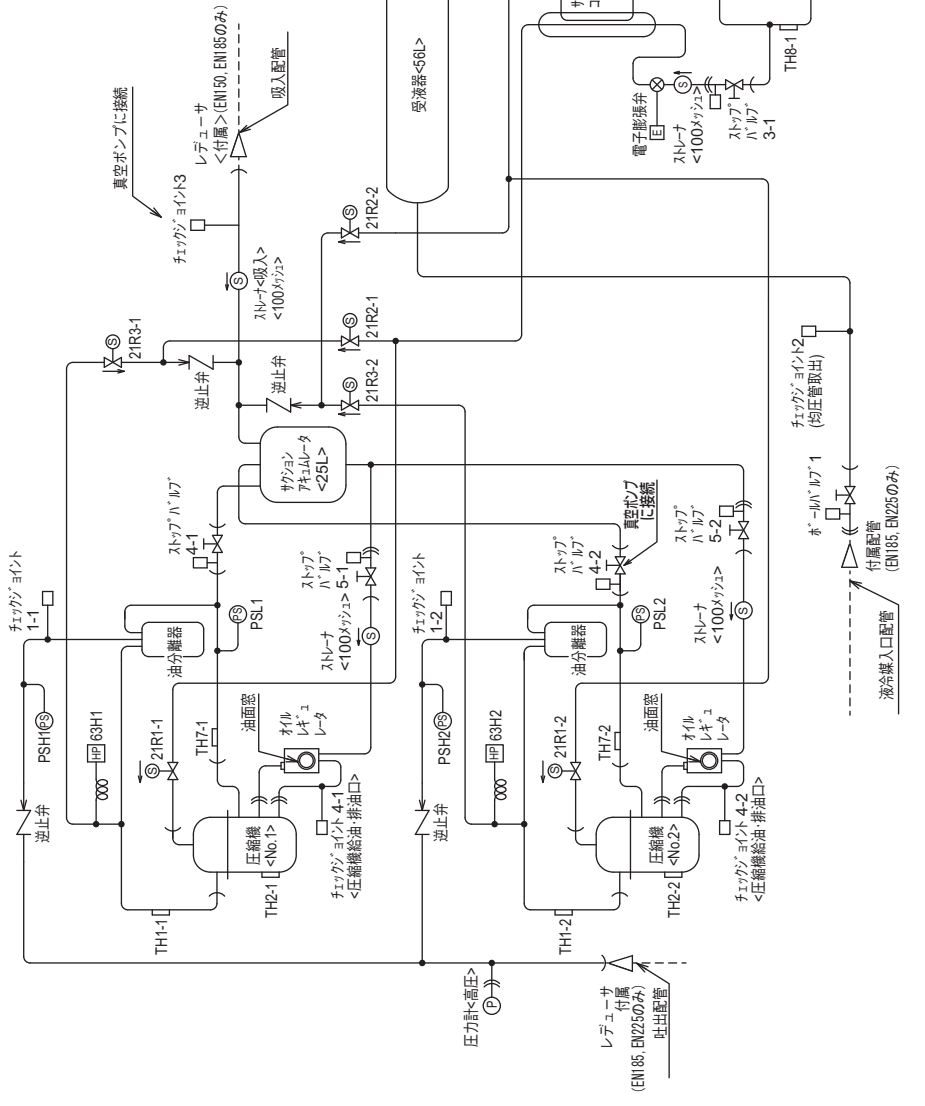 真空ポンプに接続
レデューサ
<付属>(EN150, EN185のみ)
吸入配管
チェックジョイント3
ストレーナ<吸入>
<100メッシュ>
21R3-1
逆止弁
逆止弁
21R2-2
21R2-1
21R3-2
受液器<56L>
サ
コ
TH8-1
電子膨張弁
E
S
ストレーナ
<100メッシュ>
ストップ
バルブ
3-1
チェックジョイント2
(均圧管取出)
ボールバルブ1
付属配管
(EN185, EN225のみ)
液冷媒入口配管
サクション
アキュムレータ
<25L>
ストップバルブ
4-1
ストップ
バルブ
5-1
ストレーナ
<100メッシュ>
チェックジョイント
1-1
油分離器
PS
PSL1
PSH1
PS
HP
63H1
21R1-1
TH7-1
油面窓
オイル
レギュ
レータ
逆止弁
圧縮機
<No.1>
TH1-1
TH2-1
チェックジョイント4-1
<圧縮機給油・排油口>
真空ポンプ
に接続
ストップ
バルブ
4-2
ストップ
バルブ
5-2
ストレーナ
<100メッシュ>
チェックジョイント
1-2
油分離器
PS
PSL2
PSH2
PS
HP
63H2
21R1-2
TH7-2
油面窓
オイル
レギュ
レータ
逆止弁
圧縮機
<No.2>
TH1-2
TH2-2
チェックジョイント4-2
<圧縮機給油・排油口>
圧力計<高圧>
P
レデューサ
付属
(EN185, EN225のみ)
吐出配管